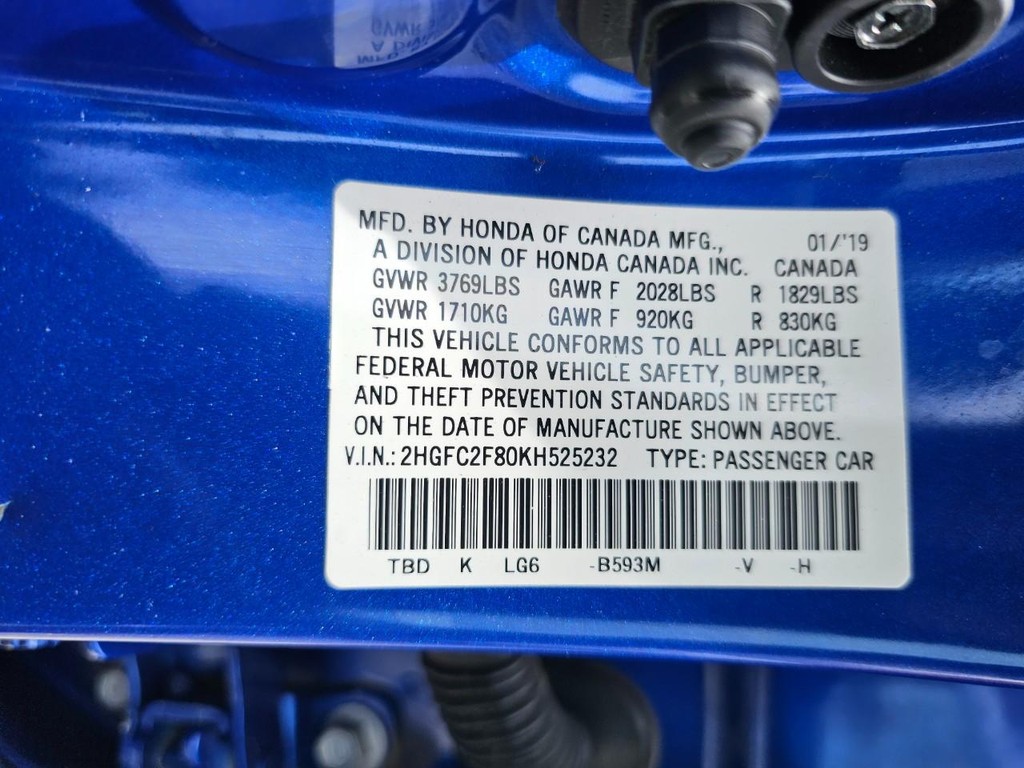 MFD. BY HONDA OF CANADA MFG., 01/'19
A DIVISION OF HONDA CANADA INC. CANADA
GVWR 3769LBS GAWR F 2028LBS R 1829LBS
GVWR 1710KG GAWR F 920KG R 830KG
THIS VEHICLE CONFORMS TO ALL APPLICABLE
FEDERAL MOTOR VEHICLE SAFETY, BUMPER,
AND THEFT PREVENTION STANDARDS IN EFFECT
ON THE DATE OF MANUFACTURE SHOWN ABOVE.
V.I.N.: 2HGFC2F80KH525232 TYPE: PASSENGER CAR
TBD K LG6 -B593M -V -H